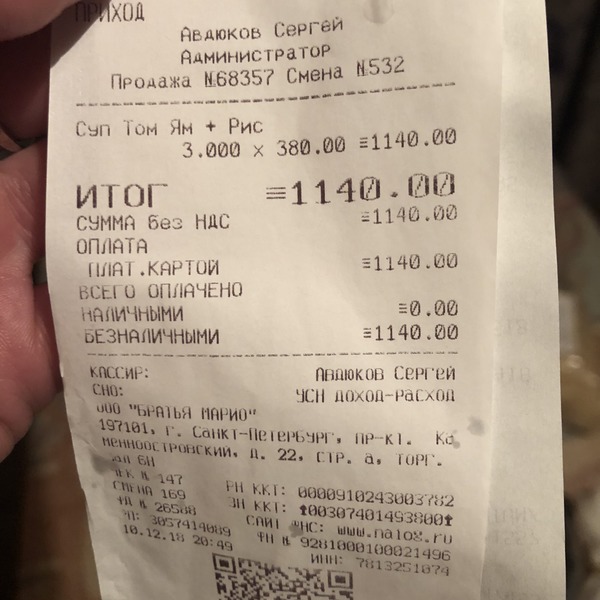 ПРИХОД
Авдюков Сергей
Администратор
Продажа №68357 Смена №532
Суп Том Ям + Рис
3.000 × 380.00 ≡1140.00
ИТОГ ≡1140.00
СУММА без НДС ≡1140.00
ОПЛАТА
ПЛАТ.КАРТОЙ ≡1140.00
ВСЕГО ОПЛАЧЕНО
НАЛИЧНЫМИ ≡0.00
БЕЗНАЛИЧНЫМИ ≡1140.00
КАССИР: Авдюков Сергей
СНО: УСН доход-расход
ООО "БРАТЬЯ МАРИО"
197101, г. Санкт-Петербург, пр-кт. Ка
менноостровский, д. 22, стр. а, торг.
6Н
ЧЕК № 147 РН ККТ: 0000910243003782
СМЕНА 169 ЗН ККТ: ↑00307401493800↑
ФД № 26588 САЙТ ФНС: www.nalog.ru
ФП: 3057414089 ФН № 9281000100021496
10.12.18 20:49 ИНН: 7813251074